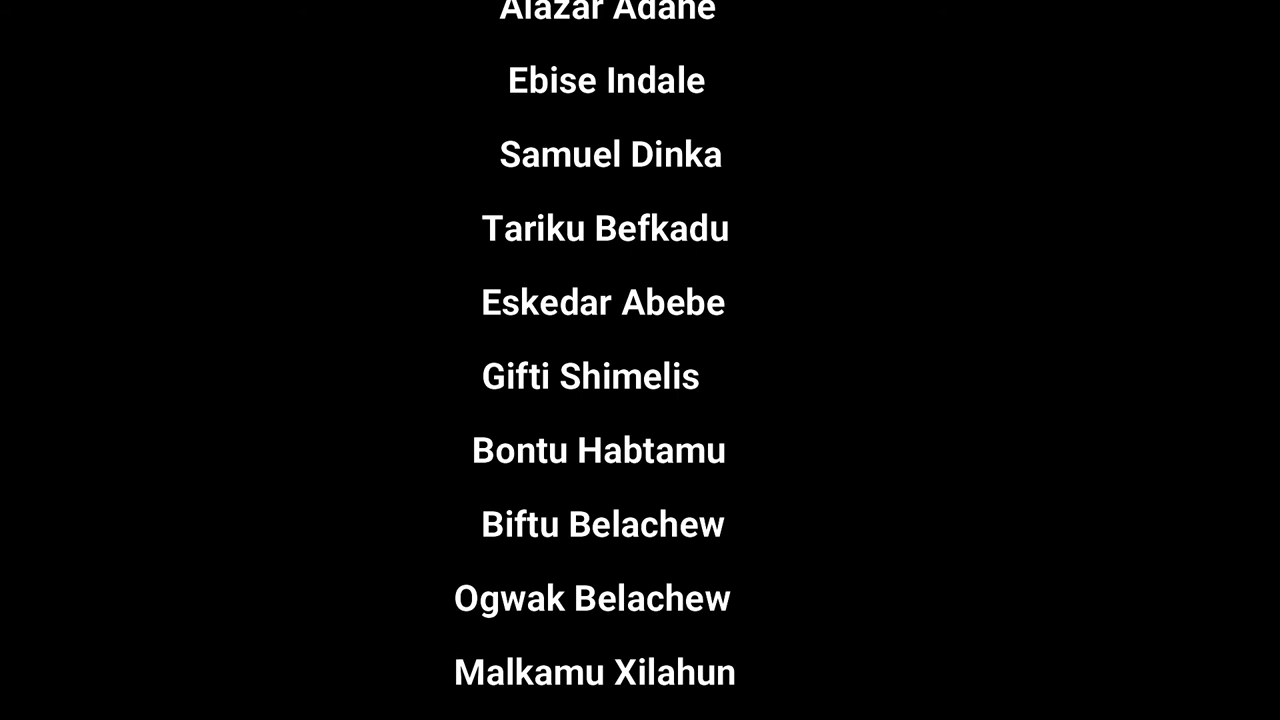 Alazar Adane
Ebise Indale
Samuel Dinka
Tariku Befkadu
Eskedar Abebe
Gifti Shimelis
Bontu Habtamu
Biftu Belachew
Ogwak Belachew
Malkamu Xilahun